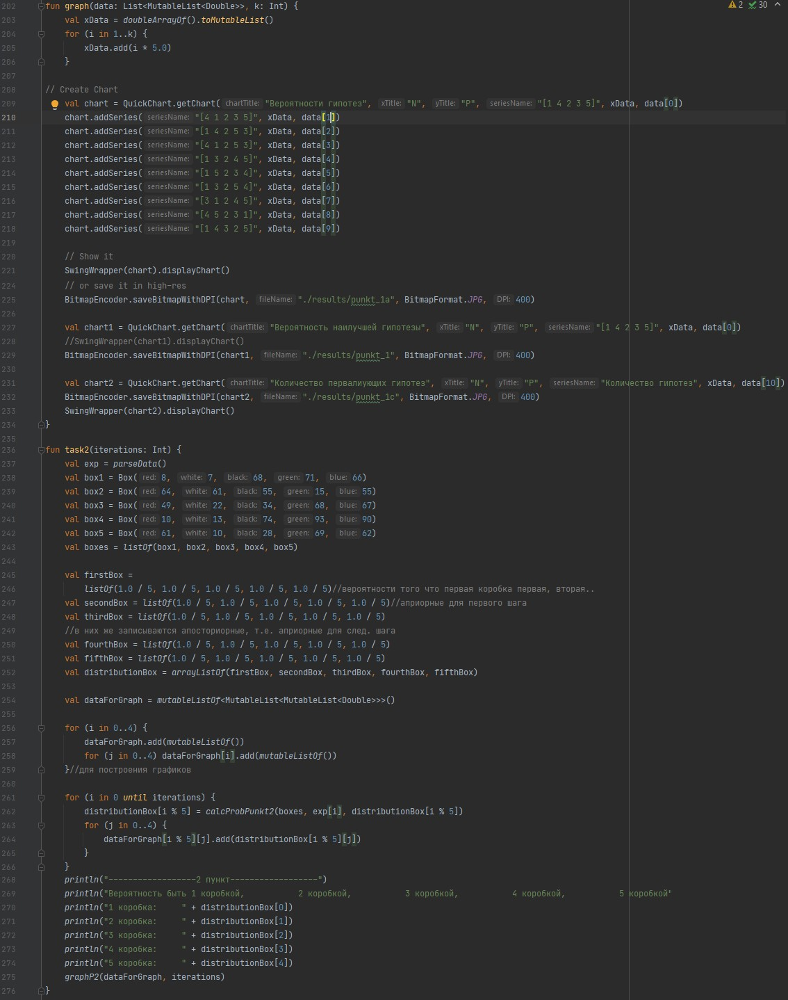 ⚠2 ✓30
202 fun graph(data: List<MutableList<Double>>, k: Int) {
203 val xData = doubleArrayOf().toMutableList()
204 for (i in 1..k) {
205 xData.add(i * 5.0)
206 }
207
208 // Create Chart
209 val chart = QuickChart.getChart( chartTitle: "Вероятности гипотез", xTitle: "N", yTitle: "P", seriesName: "[1 4 2 3 5]", xData, data[0])
210 chart.addSeries( seriesName: "[4 1 2 3 5]", xData, data[1])
211 chart.addSeries( seriesName: "[1 4 2 5 3]", xData, data[2])
212 chart.addSeries( seriesName: "[4 1 2 5 3]", xData, data[3])
213 chart.addSeries( seriesName: "[1 3 2 4 5]", xData, data[4])
214 chart.addSeries( seriesName: "[1 5 2 3 4]", xData, data[5])
215 chart.addSeries( seriesName: "[1 3 2 5 4]", xData, data[6])
216 chart.addSeries( seriesName: "[3 1 2 4 5]", xData, data[7])
217 chart.addSeries( seriesName: "[4 5 2 3 1]", xData, data[8])
218 chart.addSeries( seriesName: "[1 4 3 2 5]", xData, data[9])
219
220 // Show it
221 SwingWrapper(chart).displayChart()
224 // or save it in high-res
225 BitmapEncoder.saveBitmapWithDPI(chart, fileName: "./results/punkt_1a", BitmapFormat.JPG, DPI: 400)
226
227 val chart1 = QuickChart.getChart( chartTitle: "Вероятность наилучшей гипотезы", xTitle: "N", yTitle: "P", seriesName: "[1 4 2 3 5]", xData, data[0])
228 //SwingWrapper(chart1).displayChart()
229 BitmapEncoder.saveBitmapWithDPI(chart1, fileName: "./results/punkt_1", BitmapFormat.JPG, DPI: 400)
230
231 val chart2 = QuickChart.getChart( chartTitle: "Количество первалиующих гипотез", xTitle: "N", yTitle: "P", seriesName: "Количество гипотез", xData, data[10])
232 BitmapEncoder.saveBitmapWithDPI(chart2, fileName: "./results/punkt_1c", BitmapFormat.JPG, DPI: 400)
233 SwingWrapper(chart2).displayChart()
234 }
235
236 fun task2(iterations: Int) {
237 val exp = parseData()
238 val box1 = Box( red: 8, white: 7, black: 68, green: 71, blue: 66)
239 val box2 = Box( red: 64, white: 61, black: 55, green: 15, blue: 55)
240 val box3 = Box( red: 49, white: 22, black: 34, green: 68, blue: 67)
241 val box4 = Box( red: 10, white: 13, black: 74, green: 93, blue: 90)
242 val box5 = Box( red: 61, white: 10, black: 28, green: 69, blue: 62)
243 val boxes = listOf(box1, box2, box3, box4, box5)
244
245 val firstBox =
246 listOf(1.0 / 5, 1.0 / 5, 1.0 / 5, 1.0 / 5, 1.0 / 5)//вероятности того что первая коробка первая, вторая..
247 val secondBox = listOf(1.0 / 5, 1.0 / 5, 1.0 / 5, 1.0 / 5, 1.0 / 5)//априорные для первого шага
248 val thirdBox = listOf(1.0 / 5, 1.0 / 5, 1.0 / 5, 1.0 / 5, 1.0 / 5)
249 //в них же записываются апосториорные, т.е. априорные для след. шага
250 val fourthBox = listOf(1.0 / 5, 1.0 / 5, 1.0 / 5, 1.0 / 5, 1.0 / 5)
251 val fifthBox = listOf(1.0 / 5, 1.0 / 5, 1.0 / 5, 1.0 / 5, 1.0 / 5)
252 val distributionBox = arrayListOf(firstBox, secondBox, thirdBox, fourthBox, fifthBox)
253
254 val dataForGraph = mutableListOf<MutableList<MutableList<Double>>>()
255
256 for (i in 0..4) {
257 dataForGraph.add(mutableListOf())
258 for (j in 0..4) dataForGraph[i].add(mutableListOf())
259 }//для построения графиков
260
261 for (i in 0 until iterations) {
262 distributionBox[i % 5] = calcProbPunkt2(boxes, exp[i], distributionBox[i % 5])
263 for (j in 0..4) {
264 dataForGraph[i % 5][j].add(distributionBox[i % 5][j])
265 }
266 }
268 println("------------------2 пункт------------------")
269 println("Вероятность быть 1 коробкой, 2 коробкой, 3 коробкой, 4 коробкой, 5 коробкой"
270 println("1 коробка: " + distributionBox[0])
271 println("2 коробка: " + distributionBox[1])
272 println("3 коробка: " + distributionBox[2])
273 println("4 коробка: " + distributionBox[3])
274 println("5 коробка: " + distributionBox[4])
275 graphP2(dataForGraph, iterations)
276 }